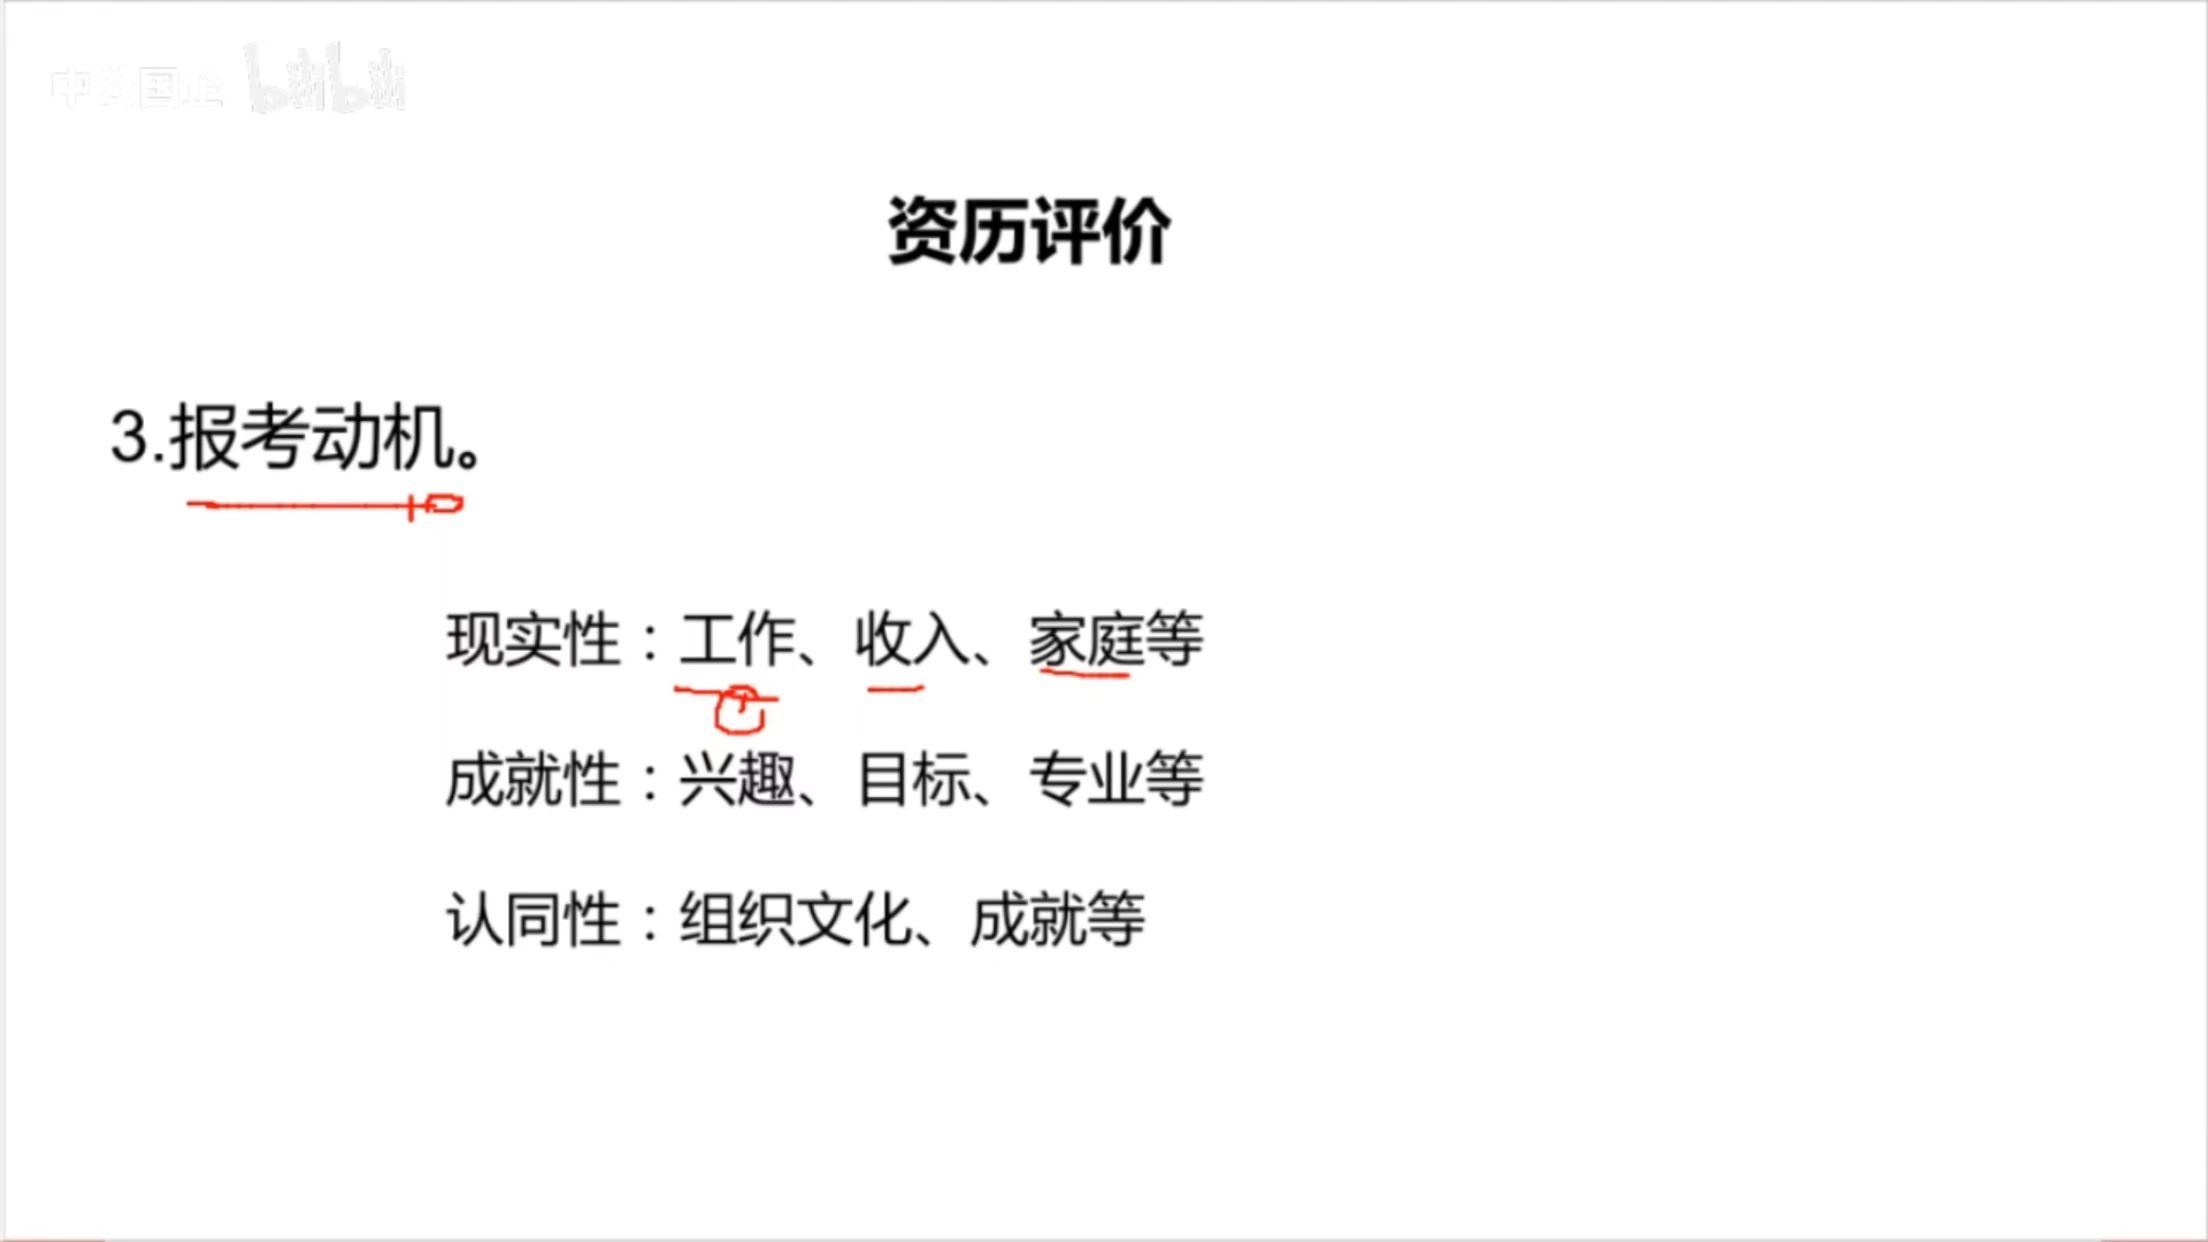 中公国企 bilibili
资历评价
3.报考动机。
现实性：工作、收入、家庭等
成就性：兴趣、目标、专业等
认同性：组织文化、成就等